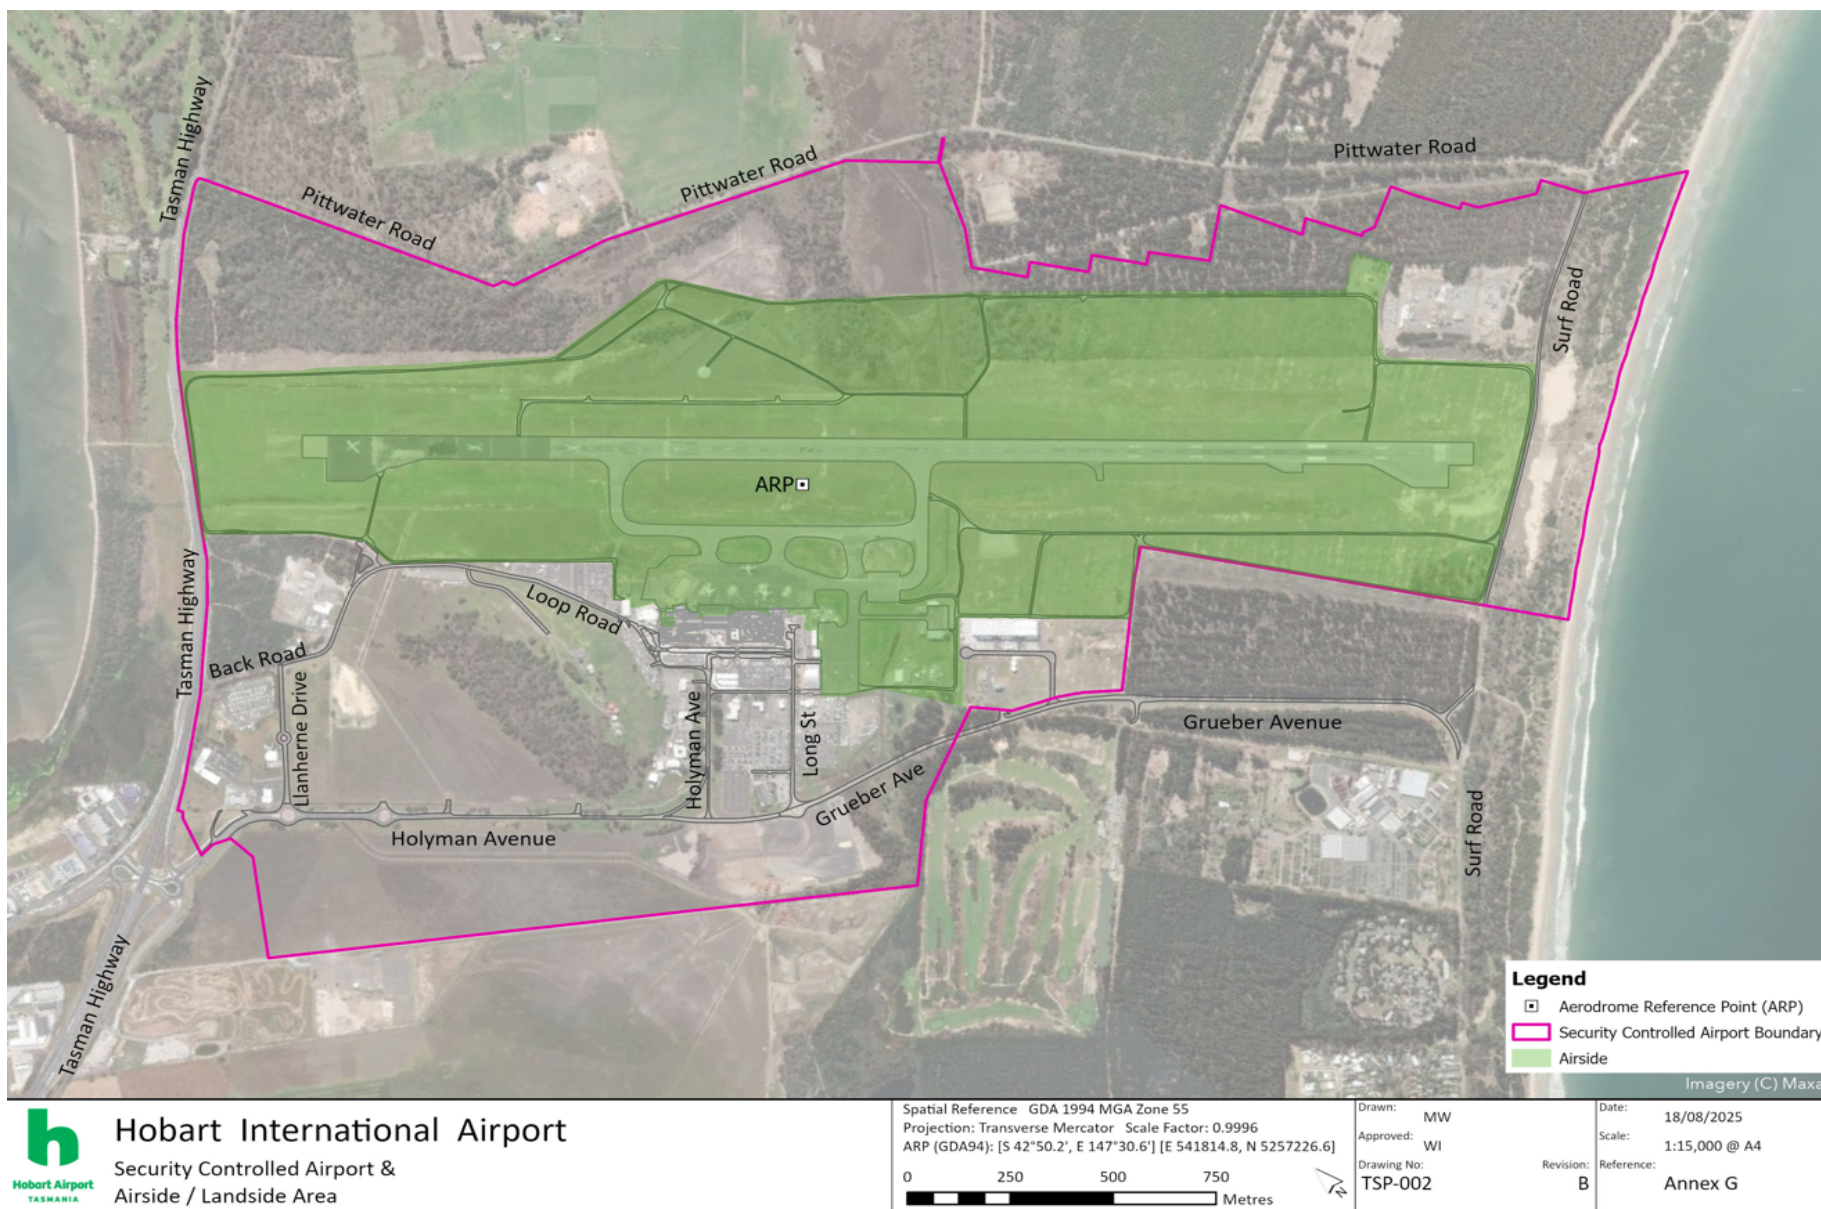 Tasman Highway
Pittwater Road
Pittwater Road
Pittwater Road
Surf Road
ARP
Tasman Highway
Loop Road
Back Road
Llanherne Drive
Holyman Ave
Long St
Grueber Ave
Grueber Avenue
Holyman Avenue
Surf Road
Tasman Highway
Legend
Aerodrome Reference Point (ARP)
Security Controlled Airport Boundary
Airside
Imagery (C) Maxa
Hobart Airport
TASMANIA
Hobart International Airport
Security Controlled Airport &
Airside / Landside Area
Spatial Reference GDA 1994 MGA Zone 55
Projection: Transverse Mercator Scale Factor: 0.9996
ARP (GDA94): [S 42°50.2', E 147°30.6'] [E 541814.8, N 5257226.6]
0 250 500 750
Metres
N
Drawn: MW
Approved: WI
Drawing No: Revision:
TSP-002 B
Date: 18/08/2025
Scale: 1:15,000 @ A4
Reference:
Annex G